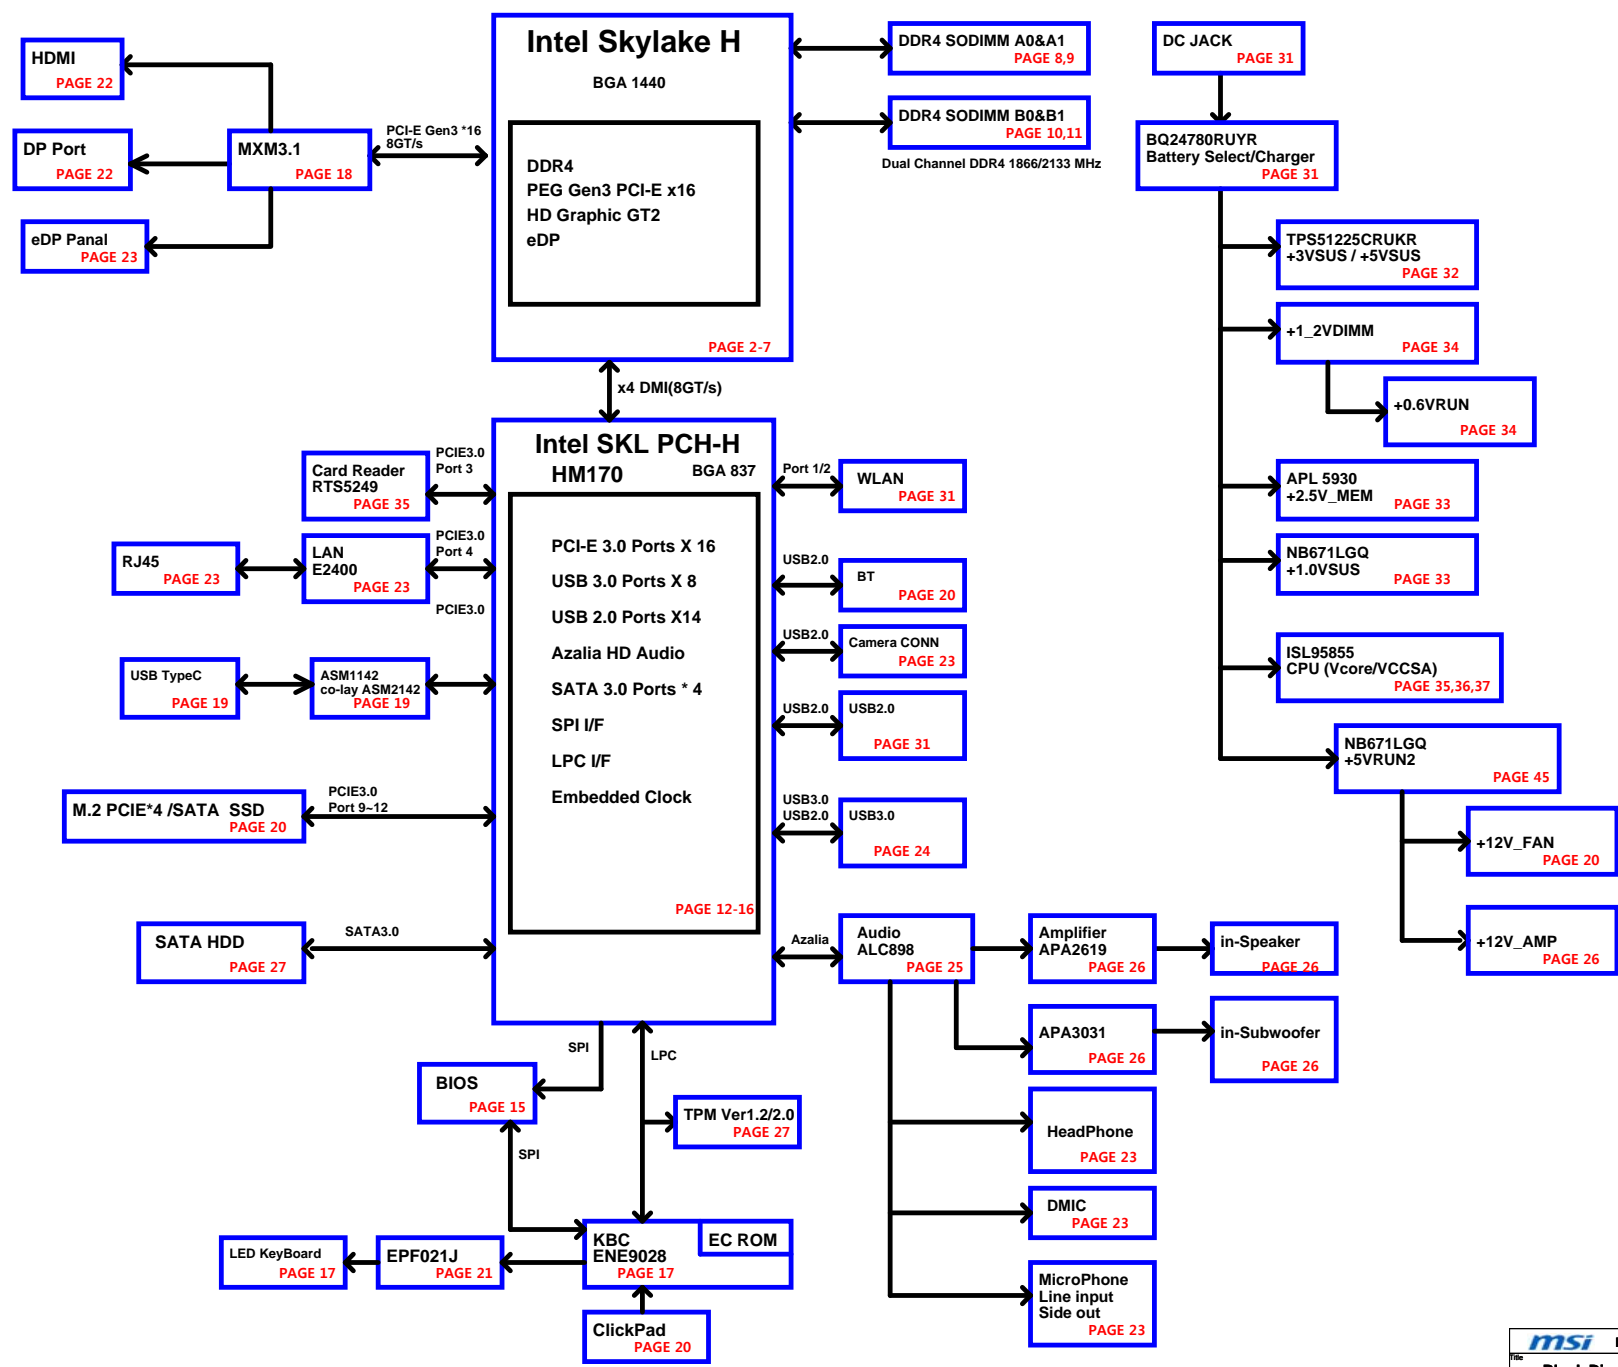 HDMI
PAGE 22
DP Port
PAGE 22
eDP Panal
PAGE 23
MXM3.1
PAGE 18
PCI-E Gen3 *16
8GT/s
Intel Skylake H
BGA 1440
DDR4
PEG Gen3 PCI-E x16
HD Graphic GT2
eDP
PAGE 2-7
DDR4 SODIMM A0&A1
PAGE 8,9
DDR4 SODIMM B0&B1
PAGE 10,11
Dual Channel DDR4 1866/2133 MHz
x4 DMI(8GT/s)
Intel SKL PCH-H
HM170
BGA 837
PCI-E 3.0 Ports X 16
USB 3.0 Ports X 8
USB 2.0 Ports X14
Azalia HD Audio
SATA 3.0 Ports * 4
SPI I/F
LPC I/F
Embedded Clock
PAGE 12-16
Card Reader
RTS5249
PAGE 35
PCIE3.0
Port 3
RJ45
PAGE 23
LAN
E2400
PAGE 23
PCIE3.0
Port 4
PCIE3.0
USB TypeC
PAGE 19
ASM1142
co-lay ASM2142
PAGE 19
M.2 PCIE*4 /SATA SSD
PAGE 20
PCIE3.0
Port 9~12
SATA HDD
PAGE 27
SATA3.0
Port 1/2
WLAN
PAGE 31
USB2.0
BT
PAGE 20
USB2.0
Camera CONN
PAGE 23
USB2.0
USB2.0
PAGE 31
USB3.0
USB2.0
USB3.0
PAGE 24
Azalia
Audio
ALC898
PAGE 25
Amplifier
APA2619
PAGE 26
in-Speaker
PAGE 26
APA3031
PAGE 26
in-Subwoofer
PAGE 26
HeadPhone
PAGE 23
DMIC
PAGE 23
MicroPhone
Line input
Side out
PAGE 23
SPI
LPC
BIOS
PAGE 15
SPI
TPM Ver1.2/2.0
PAGE 27
KBC
ENE9028
PAGE 17
EC ROM
EPF021J
PAGE 21
LED KeyBoard
PAGE 17
ClickPad
PAGE 20
DC JACK
PAGE 31
BQ24780RUYR
Battery Select/Charger
PAGE 31
TPS51225CRUKR
+3VSUS / +5VSUS
PAGE 32
+1_2VDIMM
PAGE 34
+0.6VRUN
PAGE 34
APL 5930
+2.5V_MEM
PAGE 33
NB671LGQ
+1.0VSUS
PAGE 33
ISL95855
CPU (Vcore/VCCSA)
PAGE 35,36,37
NB671LGQ
+5VRUN2
PAGE 45
+12V_FAN
PAGE 20
+12V_AMP
PAGE 26
msi
Title